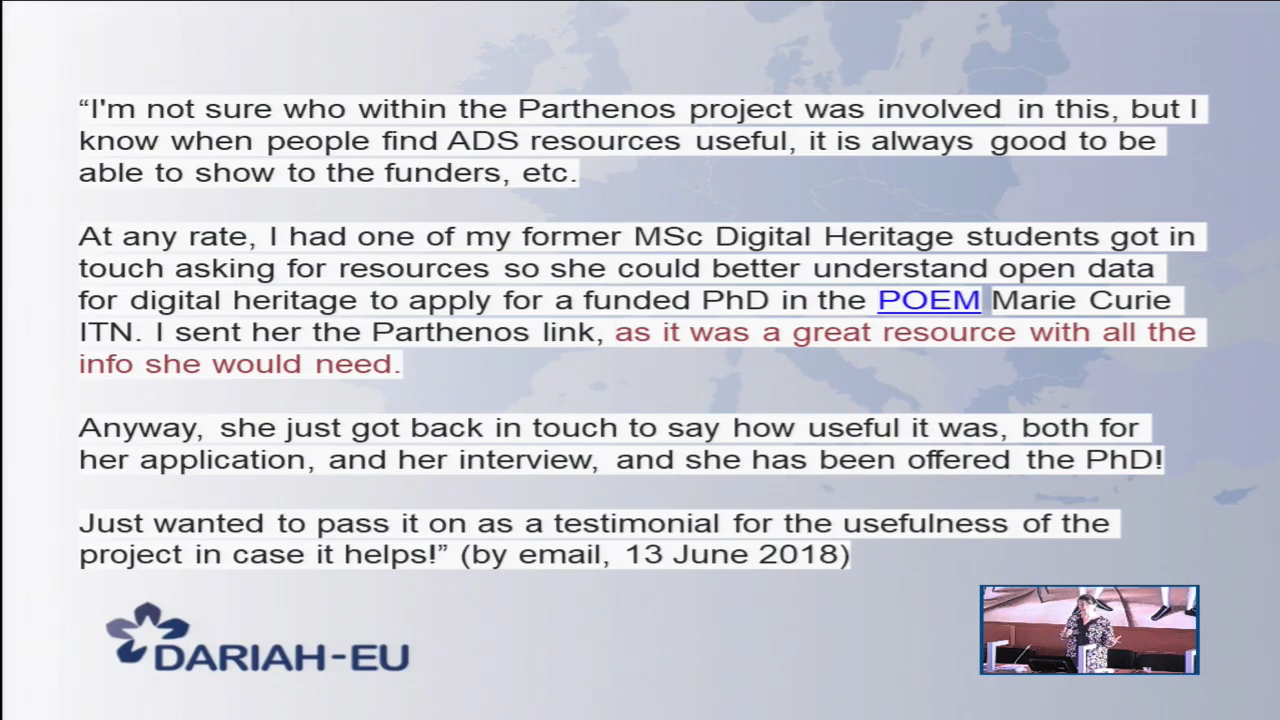 “I'm not sure who within the Parthenos project was involved in this, but I
know when people find ADS resources useful, it is always good to be
able to show to the funders, etc.
At any rate, I had one of my former MSc Digital Heritage students got in
touch asking for resources so she could better understand open data
for digital heritage to apply for a funded PhD in the POEM Marie Curie
ITN. I sent her the Parthenos link, as it was a great resource with all the
info she would need.
Anyway, she just got back in touch to say how useful it was, both for
her application, and her interview, and she has been offered the PhD!
Just wanted to pass it on as a testimonial for the usefulness of the
project in case it helps!” (by email, 13 June 2018)
DARIAH-EU